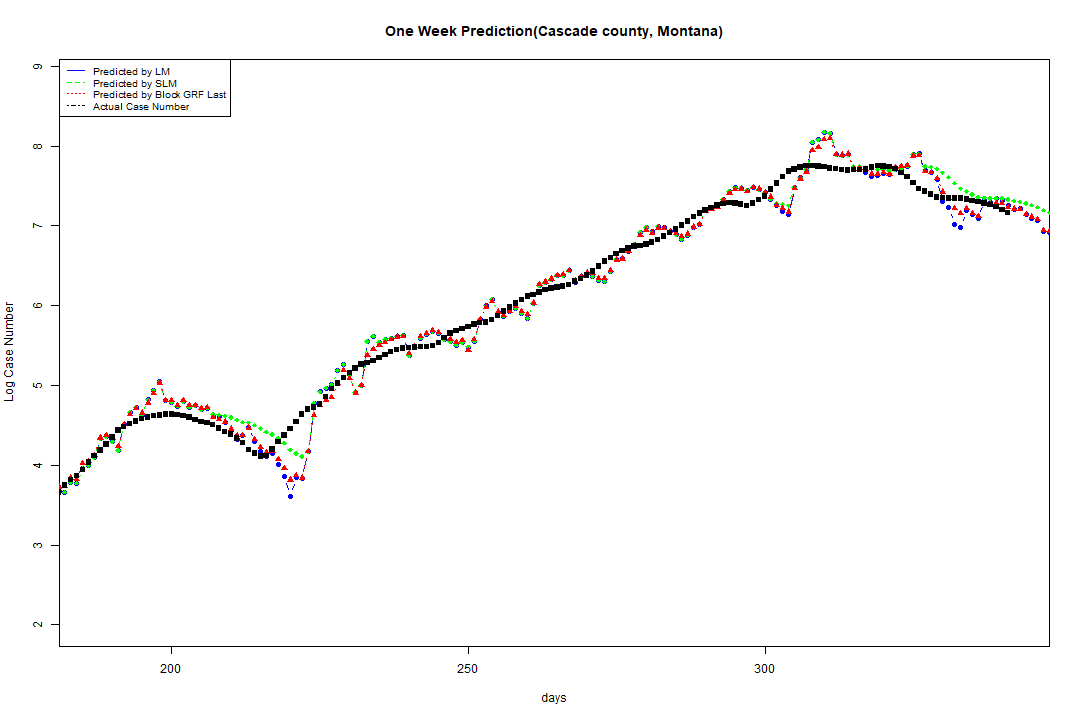 One Week Prediction(Cascade county, Montana)
Predicted by LM
Predicted by SLM
Predicted by Block GRF Last
Actual Case Number
9
8
7
6
5
4
3
2
Log Case Number
200 250 300
days